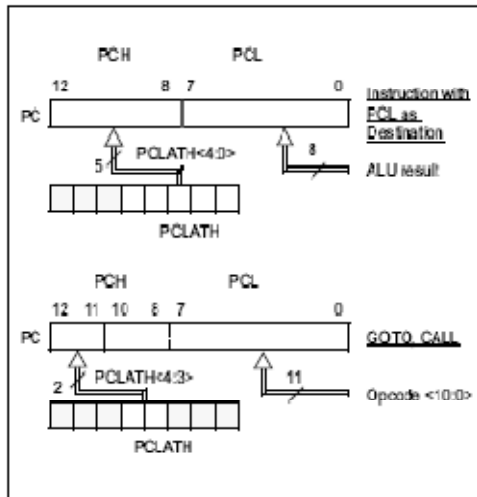 PCH PCL
12 8 7 0
PC
Instruction with
PCL as
Destination
5 PCLATH<4:0> 8
ALU result
PCLATH
PCH PCL
12 11 10 8 7 0
PC GOTO, CALL
2 PCLATH<4:3> 11
Opcode <10:0>
PCLATH